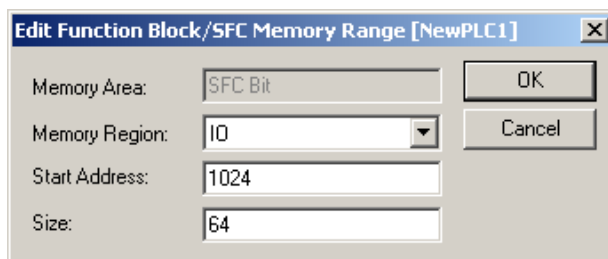 Edit Function Block/SFC Memory Range [NewPLC1]
Memory Area: SFC Bit OK
Memory Region: IO Cancel
Start Address: 1024
Size: 64